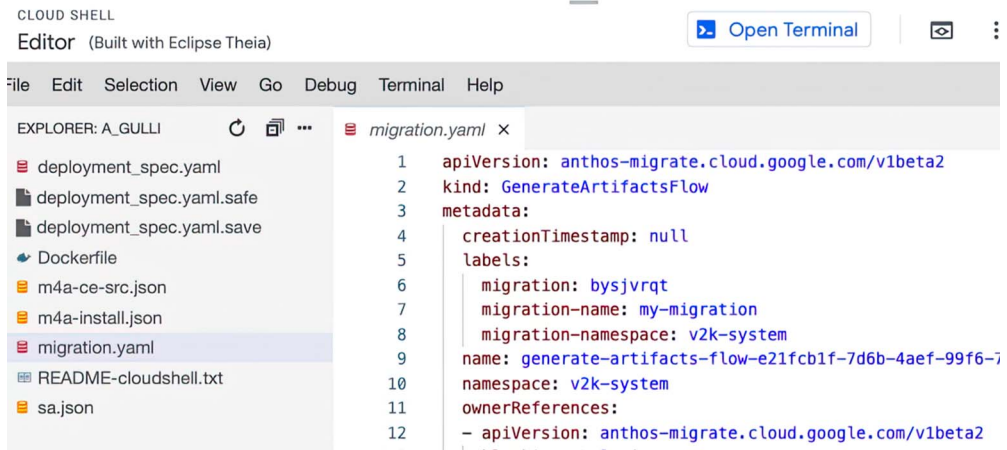 CLOUD SHELL
Editor (Built with Eclipse Theia)
Open Terminal
File Edit Selection View Go Debug Terminal Help
EXPLORER: A_GULLI
deployment_spec.yaml
deployment_spec.yaml.safe
deployment_spec.yaml.save
Dockerfile
m4a-ce-src.json
m4a-install.json
migration.yaml
README-cloudshell.txt
sa.json
migration.yaml ×
1 apiVersion: anthos-migrate.cloud.google.com/v1beta2
2 kind: GenerateArtifactsFlow
3 metadata:
4 creationTimestamp: null
5 labels:
6 migration: bysjvrqt
7 migration-name: my-migration
8 migration-namespace: v2k-system
9 name: generate-artifacts-flow-e21fcb1f-7d6b-4aef-99f6-7
10 namespace: v2k-system
11 ownerReferences:
12 - apiVersion: anthos-migrate.cloud.google.com/v1beta2